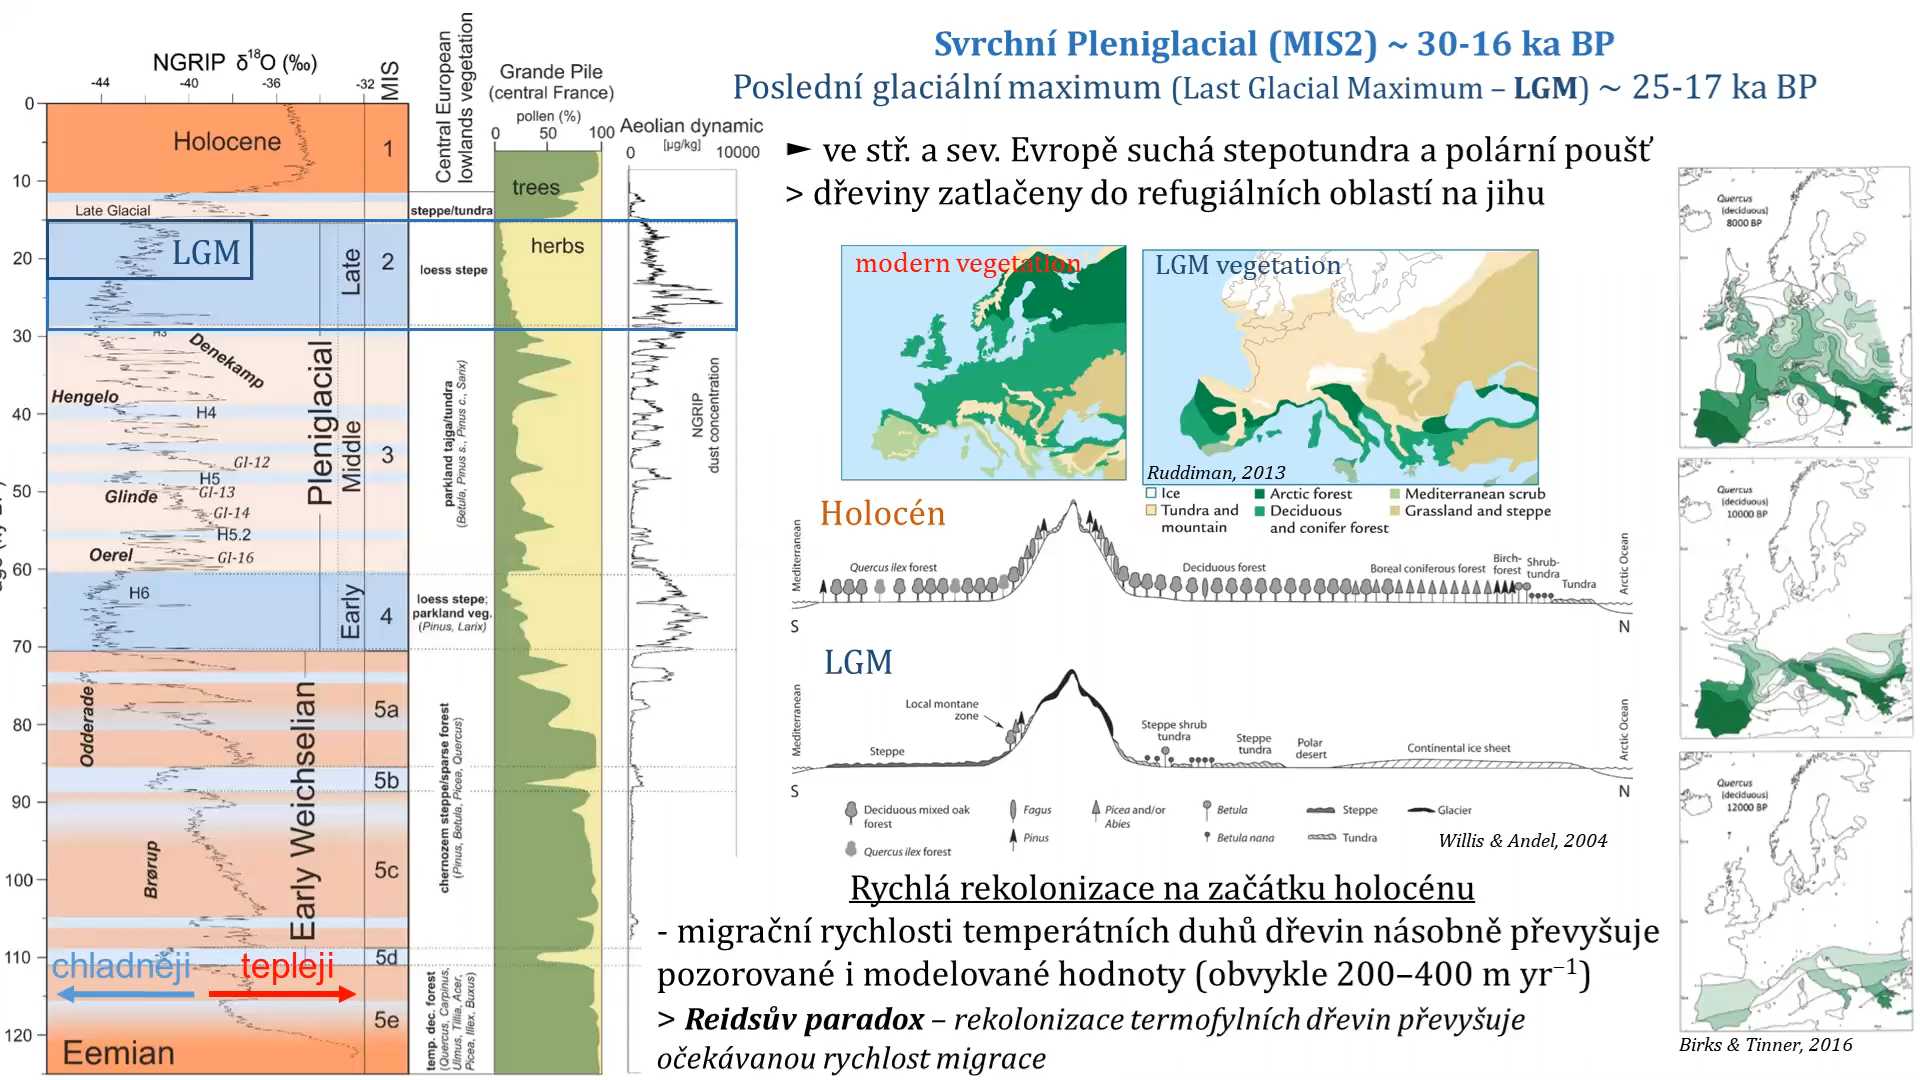 Svrchní Pleniglacial (MIS2) ~ 30-16 ka BP
Poslední glaciální maximum (Last Glacial Maximum – LGM) ~ 25-17 ka BP
► ve stř. a sev. Evropě suchá stepotundra a polární poušť
> dřeviny zatlačeny do refugiálních oblastí na jihu
NGRIP δ18O (‰)
-44 -40 -36 -32
MIS
Central European
lowlands vegetation
Grande Pile
(central France)
pollen (%)
0 50 100
Aeolian dynamic
[µg/kg]
0 10000
0
10
20
30
40
50
60
70
80
90
100
110
120
Holocene
1
Late Glacial
LGM
Late
2
H3
Denekamp
Hengelo
H4
GI-12
H5
GI-13
Glinde
GI-14
H5.2
Oerel
GI-16
Pleniglacial
Middle
3
H6
Early
4
Odderade
5a
5b
Early Weichselian
Brørup
5c
5d
chladněji
tepleji
5e
Eemian
steppe/tundra
loess stepe
parkland tajga/tundra
(Betula, Pinus s., Pinus c., Sarix)
loess stepe;
parkland veg.
(Pinus, Larix)
chernozem steppe/sparse forest
(Pinus, Betula, Picea, Quercus)
temp. dec. forest
(Quercus, Carpinus,
Ulmus, Tillia, Acer,
Picea, Illex, Buxus)
trees
herbs
NGRIP
dust concentration
modern vegetation
LGM vegetation
Ruddiman, 2013
Ice
Tundra and
mountain
Arctic forest
Deciduous
and conifer forest
Mediterranean scrub
Grassland and steppe
Holocén
Mediterranean
Quercus ilex forest
Deciduous forest
Boreal coniferous forest
Birch-
forest
Shrub-
tundra
Tundra
Arctic Ocean
S
N
LGM
Mediterranean
Local montane
zone
Steppe
Steppe shrub
tundra
Steppe
tundra
Polar
desert
Continental ice sheet
Arctic Ocean
S
N
Deciduous mixed oak
forest
Quercus ilex forest
Fagus
Pinus
Picea and/or
Abies
Betula
Betula nana
Steppe
Tundra
Glacier
Willis & Andel, 2004
Quercus
(deciduous)
8000 BP
Quercus
(deciduous)
10000 BP
Quercus
(deciduous)
12000 BP
Birks & Tinner, 2016
Rychlá rekolonizace na začátku holocénu
- migrační rychlosti temperátních duhů dřevin násobně převyšuje
pozorované i modelované hodnoty (obvykle 200–400 m yr–1)
> Reidsův paradox – rekolonizace termofylních dřevin převyšuje
očekávanou rychlost migrace